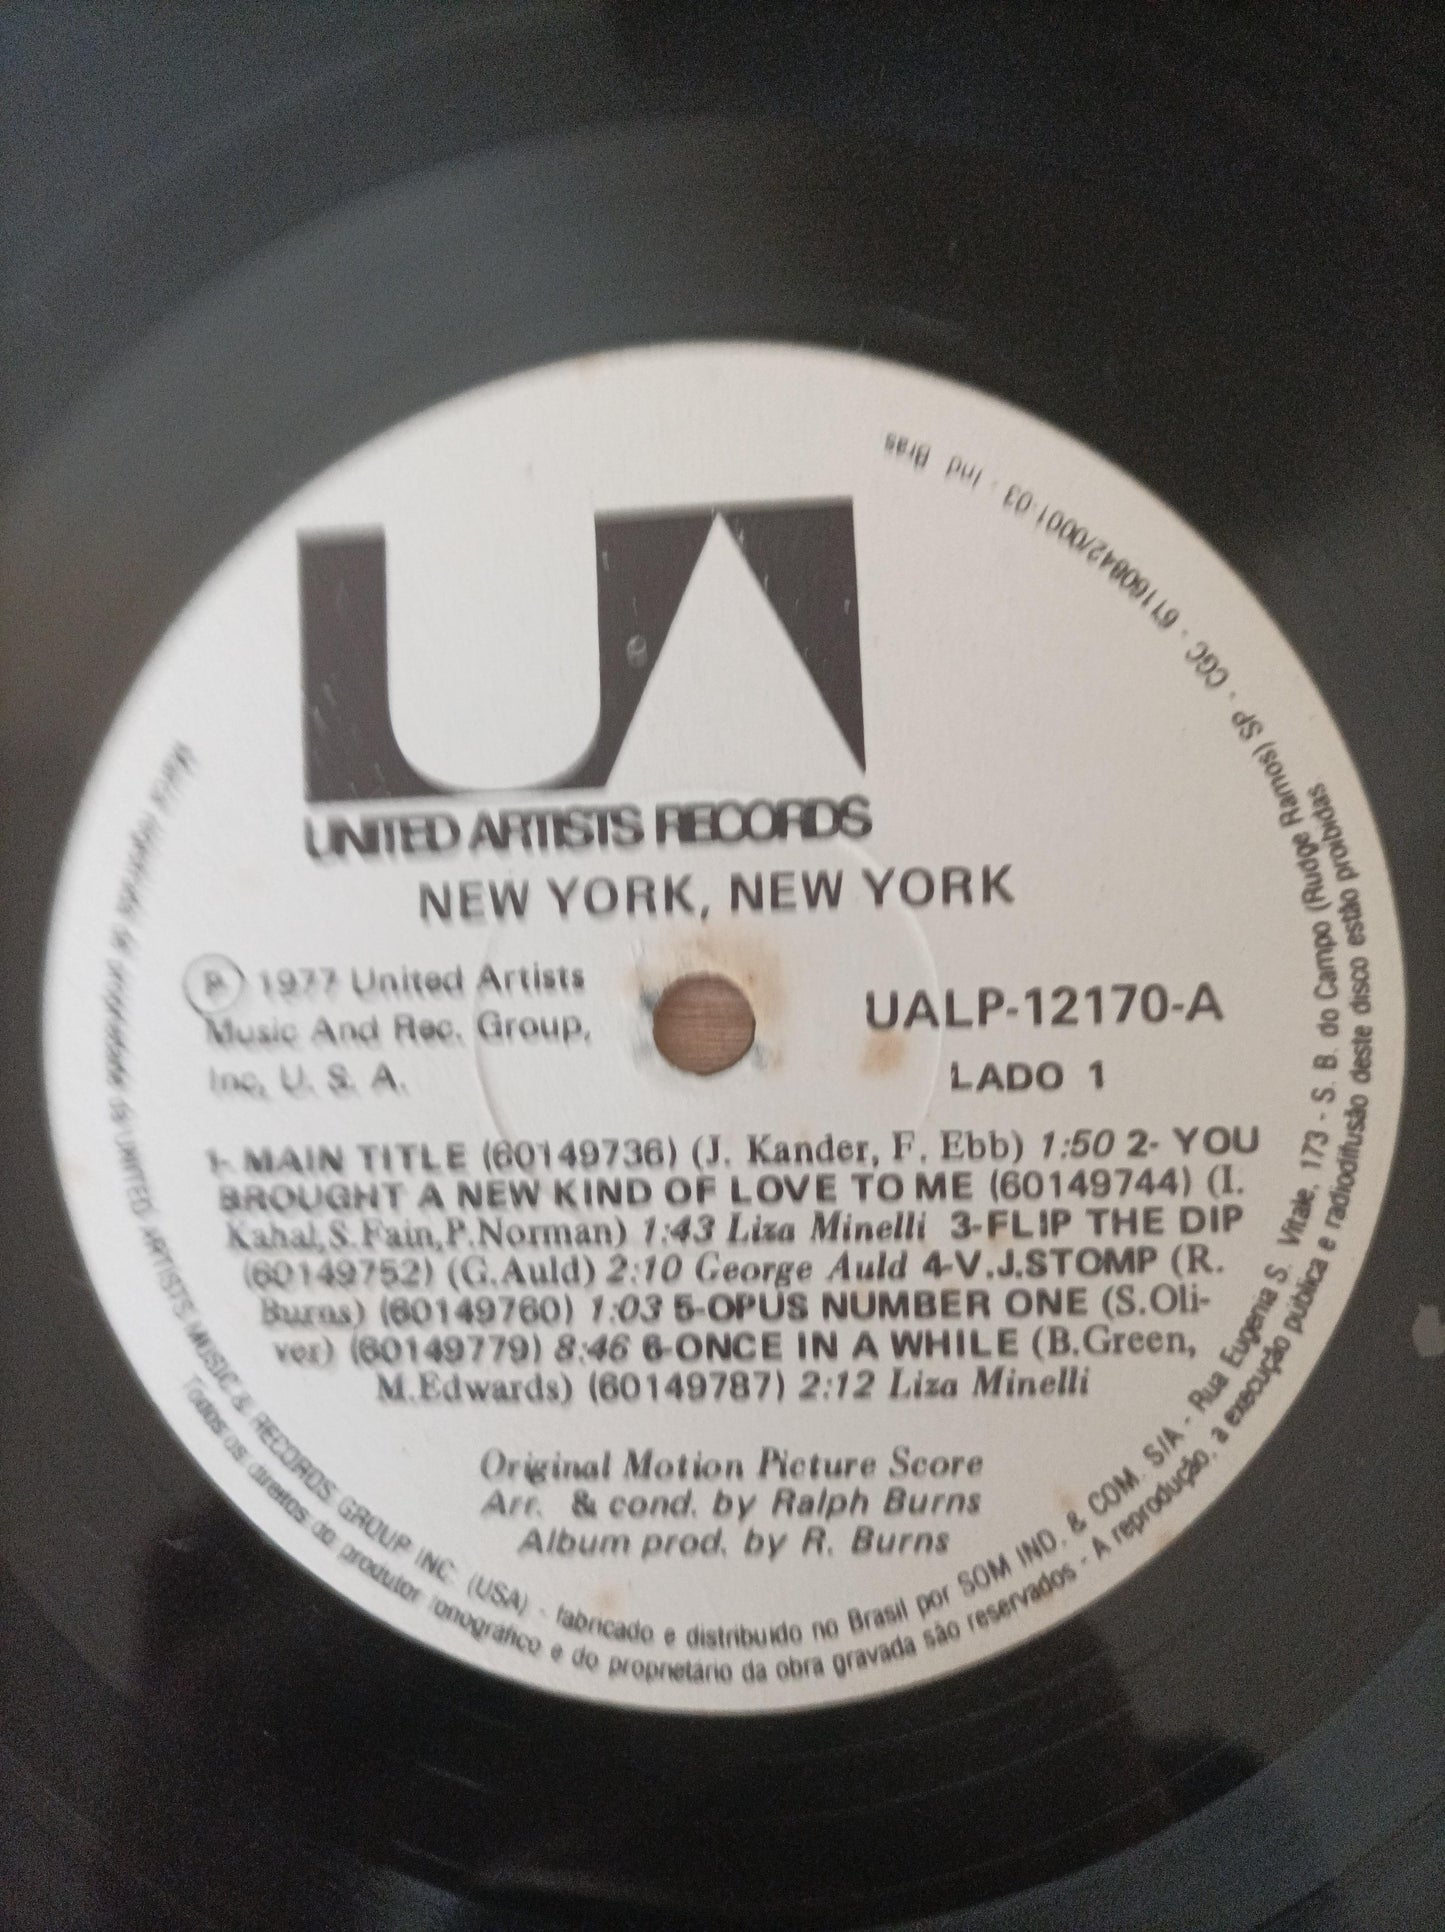 UA
UNITED ARTISTS RECORDS
NEW YORK, NEW YORK
Ⓟ 1977 United Artists
Music And Rec. Group,
Inc, U. S. A.
UALP-12170-A
LADO 1
1- MAIN TITLE (60149736) (J. Kander, F. Ebb) 1:50 2- YOU
BROUGHT A NEW KIND OF LOVE TO ME (60149744) (I.
Kahal,S.Fain,P.Norman) 1:43 Liza Minelli 3-FLIP THE DIP
(60149752) (G.Auld) 2:10 George Auld 4-V.J.STOMP (R.
Burns) (60149760) 1:03 5-OPUS NUMBER ONE (S.Oli-
ver) (60149779) 8:46 6-ONCE IN A WHILE (B.Green,
M.Edwards) (60149787) 2:12 Liza Minelli
Original Motion Picture Score
Arr. & cond. by Ralph Burns
Album prod. by R. Burns
Marca registrada de propriedade da UNITED ARTISTS MUSIC & RECORDS GROUP INC. (USA) - fabricado e distribuido no Brasil por SOM IND. & COM. S/A - Rua Eugenia S. Vitale, 173 - S. B. do Campo (Rudge Ramos) SP - CGC - 61160842/0001-03 - Ind Bras
Todos os direitos do produtor fonográfico e do proprietário da obra gravada são reservados - A reprodução, a execução pública e radiodifusão deste disco estão proibidas